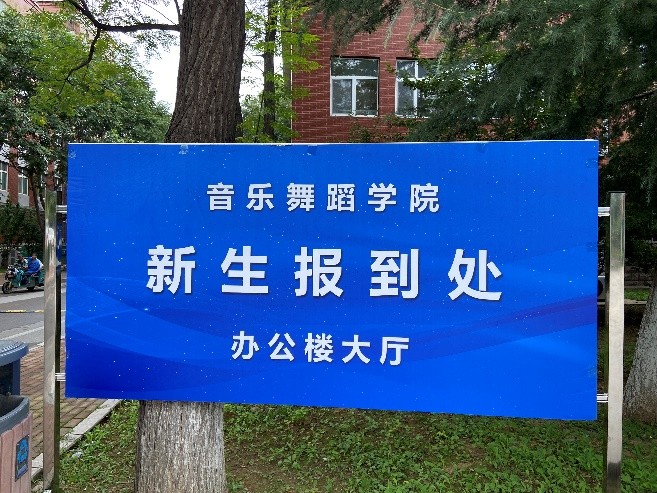 音乐舞蹈学院
新生报到处
办公楼大厅